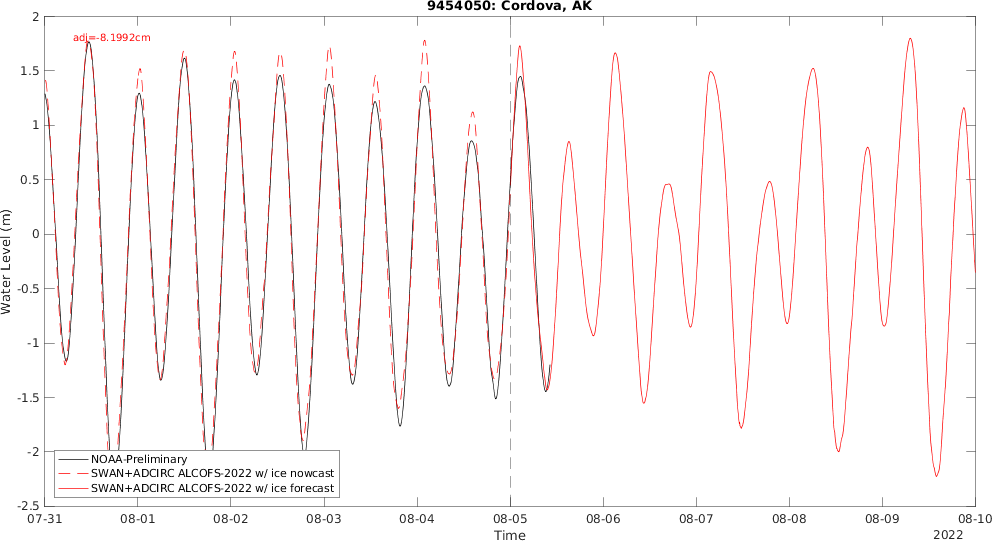 9454050: Cordova, AK
adj=-8.1992cm
Water Level (m)
2
1.5
1
0.5
0
-0.5
-1
-1.5
-2
-2.5
NOAA-Preliminary
SWAN+ADCIRC ALCOFS-2022 w/ ice nowcast
SWAN+ADCIRC ALCOFS-2022 w/ ice forecast
07-31 08-01 08-02 08-03 08-04 08-05 08-06 08-07 08-08 08-09 08-10
Time
2022